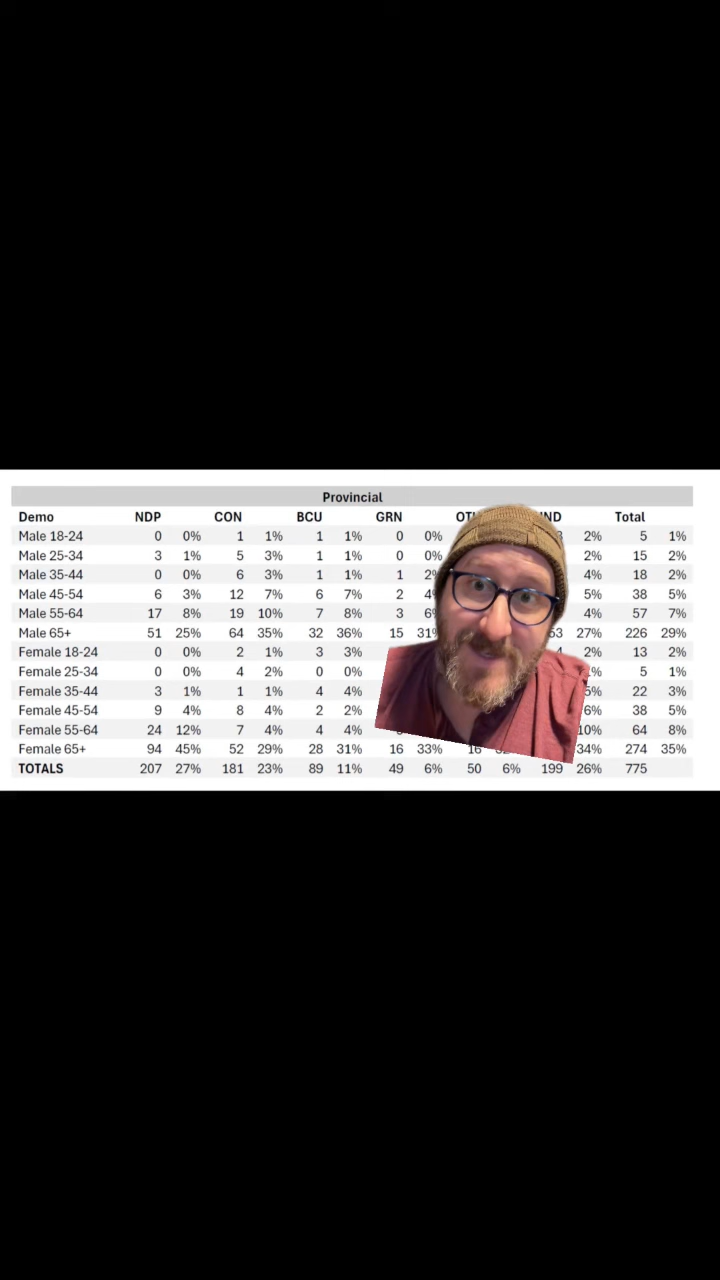 Provincial
Demo NDP CON BCU GRN Total
Male 18-24 0 0% 1 1% 1 1% 0 0% 2% 5 1%
Male 25-34 3 1% 5 3% 1 1% 0 0% 2% 15 2%
Male 35-44 0 0% 6 3% 1 1% 1 4% 18 2%
Male 45-54 6 3% 12 7% 6 7% 2 5% 38 5%
Male 55-64 17 8% 19 10% 7 8% 3 4% 57 7%
Male 65+ 51 25% 64 35% 32 36% 15 31% 27% 226 29%
Female 18-24 0 0% 2 1% 3 3% 2% 13 2%
Female 25-34 0 0% 4 2% 0 0% 5 1%
Female 35-44 3 1% 1 1% 4 4% 22 3%
Female 45-54 9 4% 8 4% 2 2% 6% 38 5%
Female 55-64 24 12% 7 4% 4 4% 10% 64 8%
Female 65+ 94 45% 52 29% 28 31% 16 33% 16 34% 274 35%
TOTALS 207 27% 181 23% 89 11% 49 6% 50 6% 199 26% 775